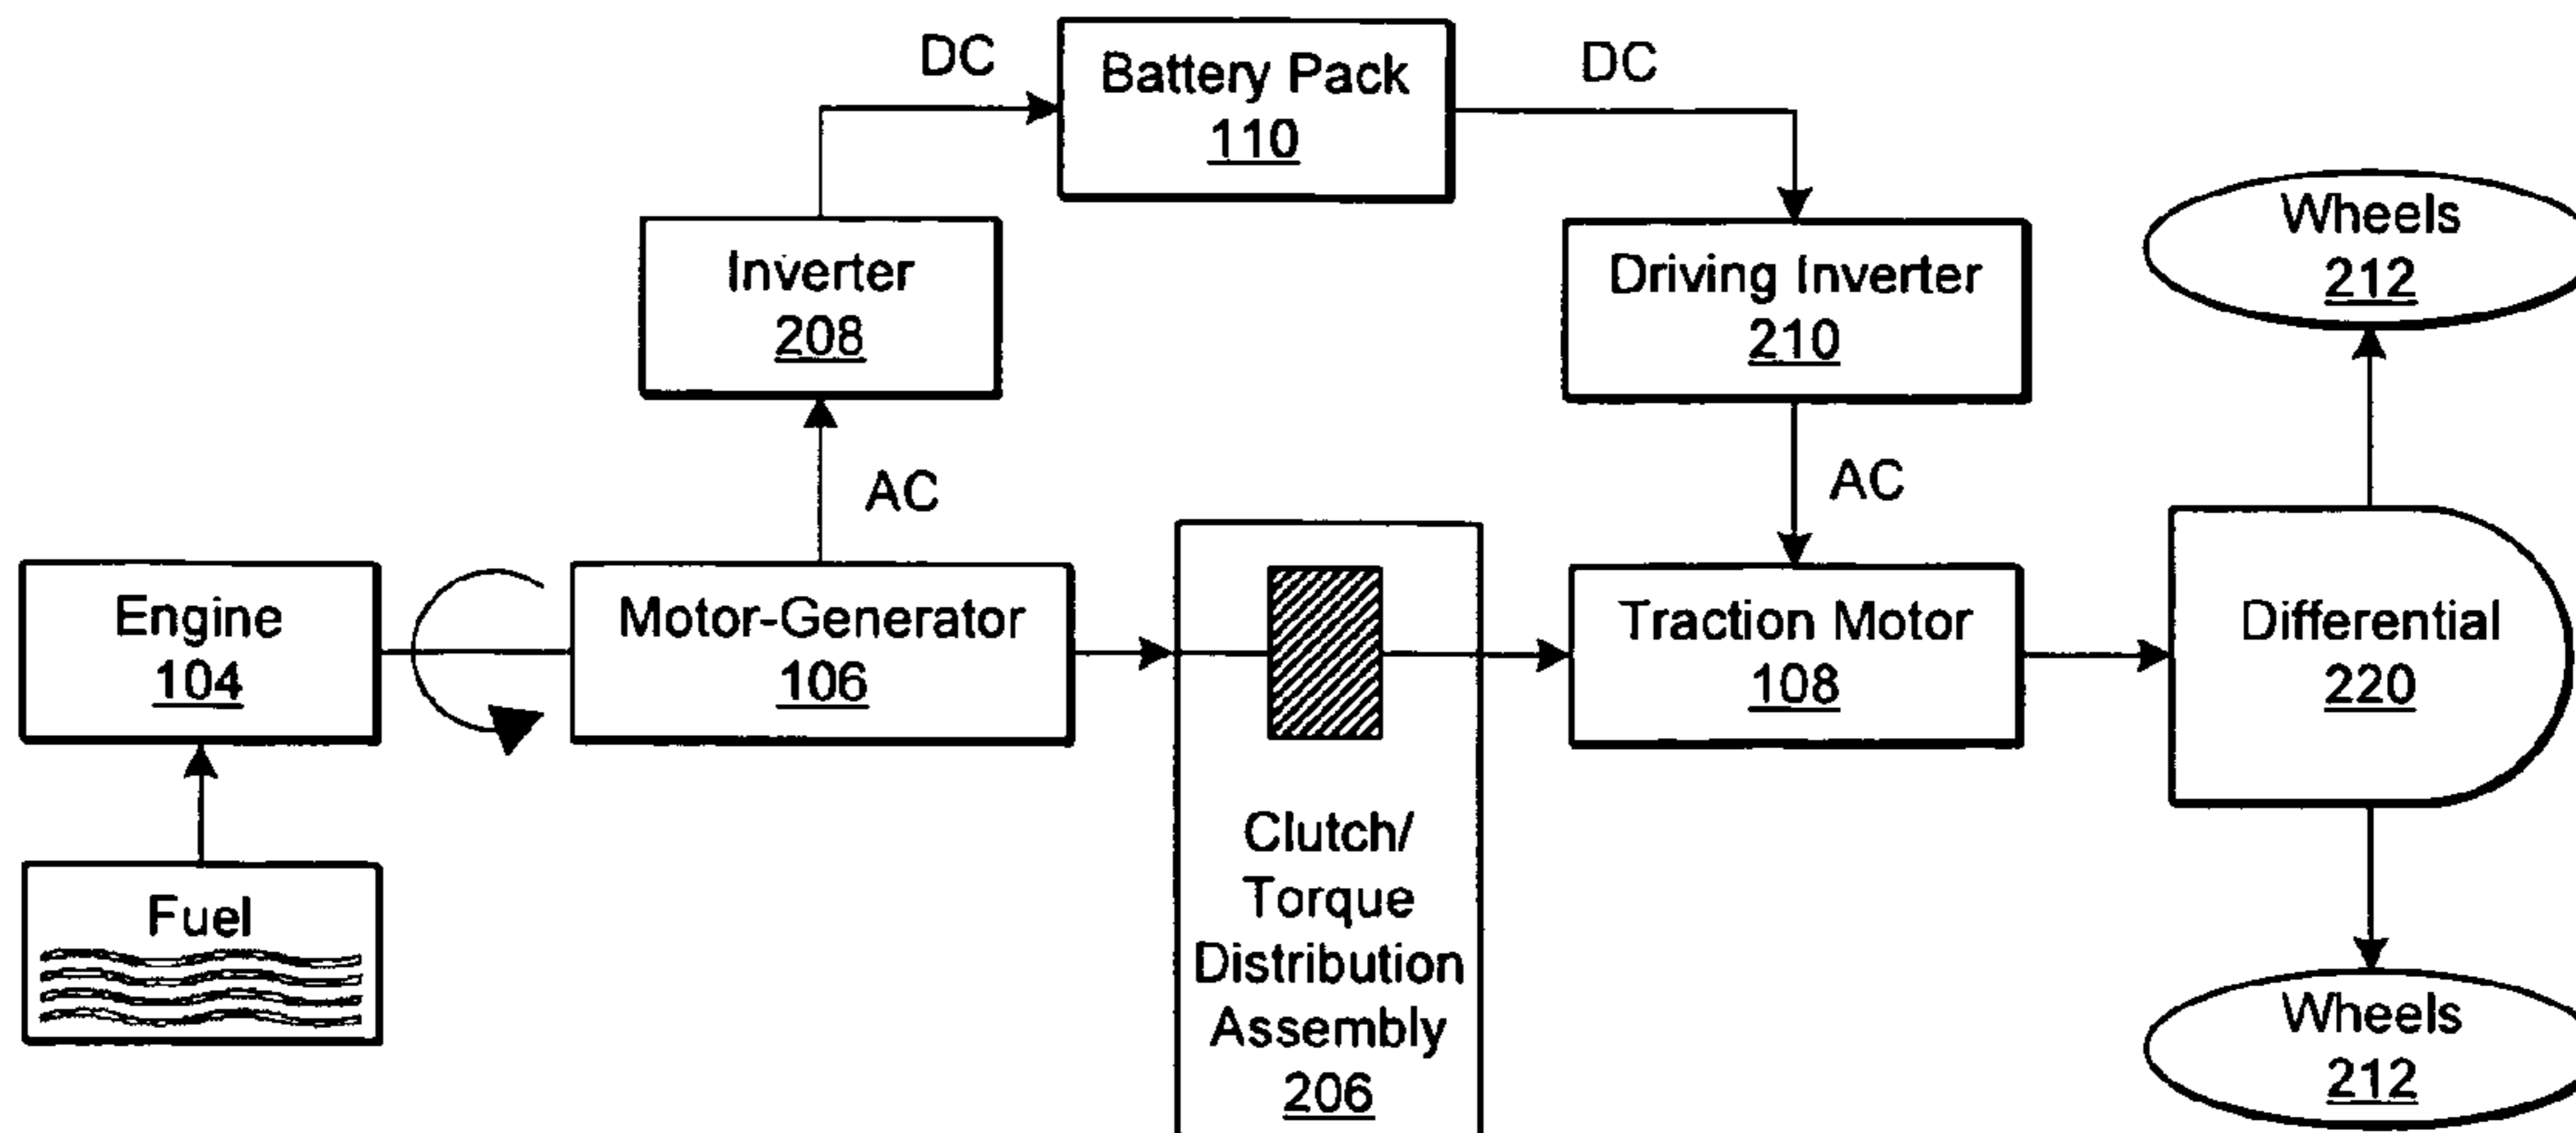 DC
Battery Pack
110
DC
Inverter
208
Driving Inverter
210
Wheels
212
AC
AC
Engine
104
Motor-Generator
106
Traction Motor
108
Differential
220
Fuel
Clutch/
Torque
Distribution
Assembly
206
Wheels
212